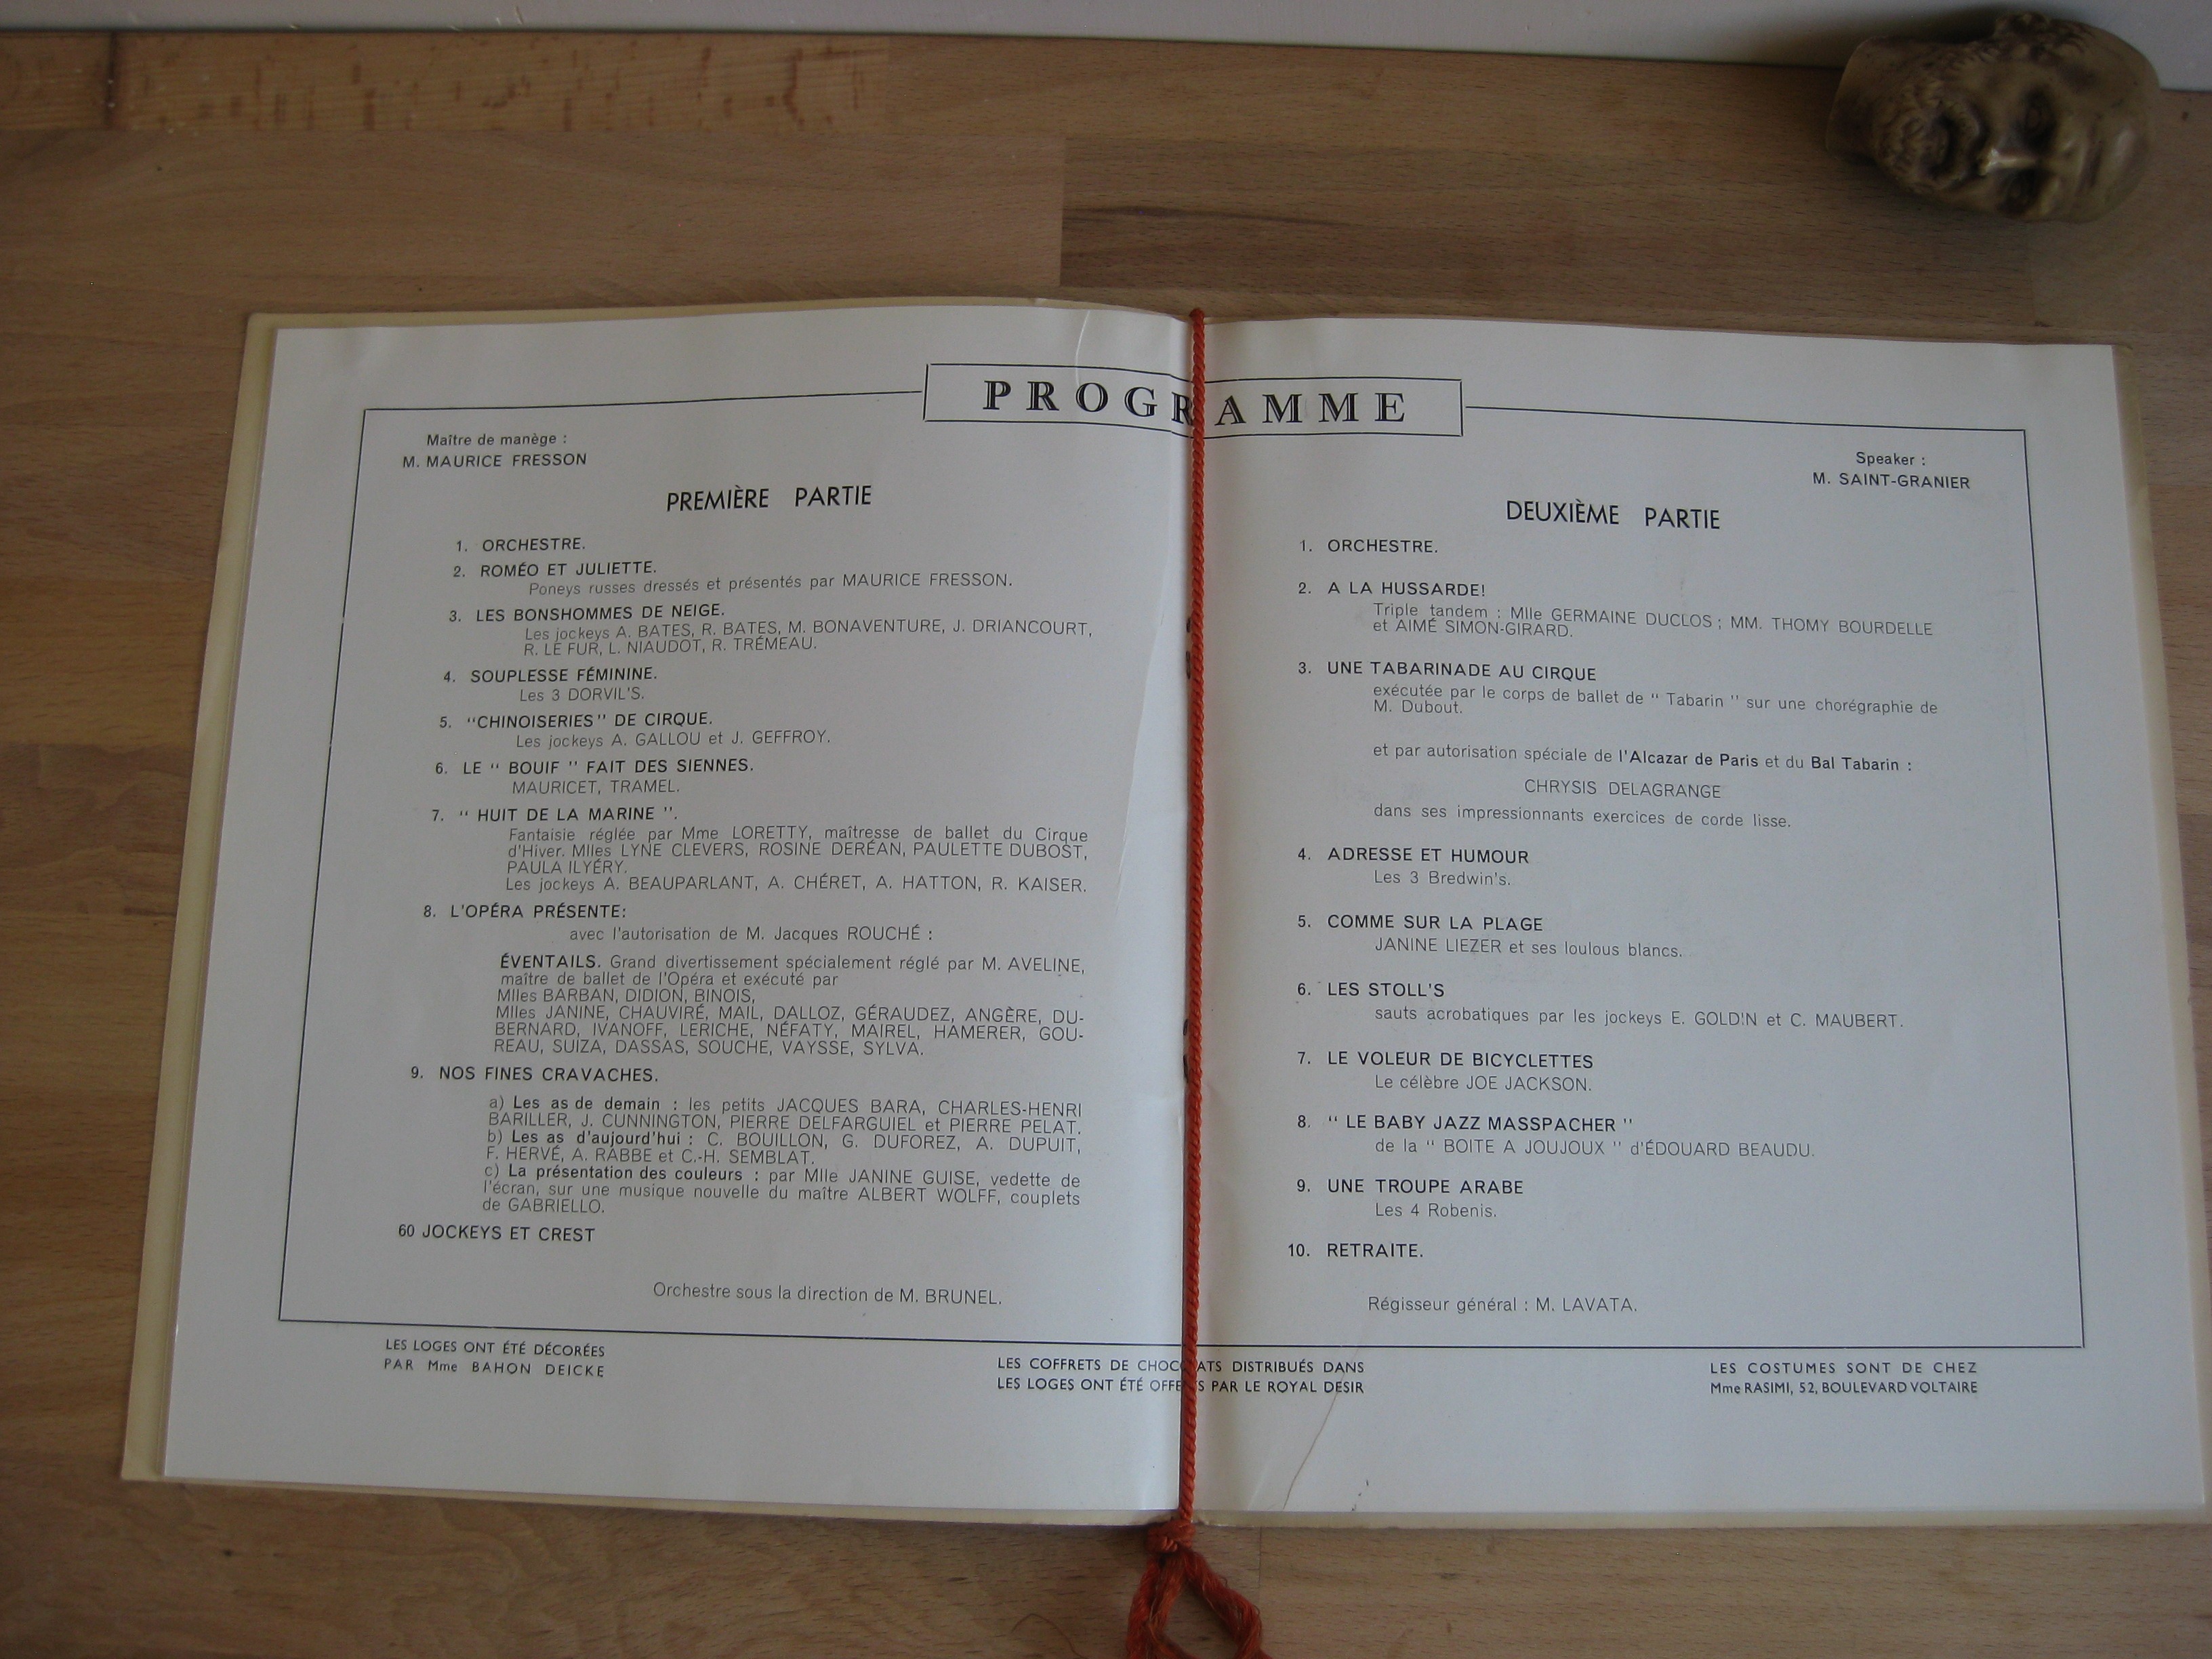 PROGRAMME
Maître de manège :
M. MAURICE FRESSON
PREMIÈRE PARTIE
1. ORCHESTRE.
2. ROMÉO ET JULIETTE.
Poneys russes dressés et présentés par MAURICE FRESSON.
3. LES BONSHOMMES DE NEIGE.
Les jockeys A. BATES, R. BATES, M. BONAVENTURE, J. DRIANCOURT,
R. LE FUR, L. NIAUDOT, R. TRÉMEAU.
4. SOUPLESSE FÉMININE.
Les 3 DORVIL'S.
5. "CHINOISERIES" DE CIRQUE.
Les jockeys A. GALLOU et J. GEFFROY.
6. LE " BOUIF " FAIT DES SIENNES.
MAURICET, TRAMEL.
7. " HUIT DE LA MARINE ".
Fantaisie réglée par Mme LORETTY, maîtresse de ballet du Cirque
d'Hiver. Mlles LYNE CLEVERS, ROSINE DERÉAN, PAULETTE DUBOST,
PAULA ILYÉRY.
Les jockeys A. BEAUPARLANT, A. CHÉRET, A. HATTON, R. KAISER.
8. L'OPÉRA PRÉSENTE:
avec l'autorisation de M. Jacques ROUCHÉ :
ÉVENTAILS. Grand divertissement spécialement réglé par M. AVELINE,
maître de ballet de l'Opéra et exécuté par
Mlles BARBAN, DIDION, BINOIS,
Mlles JANINE, CHAUVIRÉ, MAIL, DALLOZ, GÉRAUDEZ, ANGÈRE, DU-
BERNARD, IVANOFF, LERICHE, NÉFATY, MAIREL, HAMERER, GOU-
REAU, SUIZA, DASSAS, SOUCHE, VAYSSE, SYLVA.
9. NOS FINES CRAVACHES.
a) Les as de demain : les petits JACQUES BARA, CHARLES-HENRI
BARILLER, J. CUNNINGTON, PIERRE DELFARGUIEL et PIERRE PELAT.
b) Les as d'aujourd'hui : C. BOUILLON, G. DUFOREZ, A. DUPUIT,
F. HERVÉ, A. RABBE et C.-H. SEMBLAT.
c) La présentation des couleurs : par Mlle JANINE GUISE, vedette de
l'écran, sur une musique nouvelle du maître ALBERT WOLFF, couplets
de GABRIELLO.
60 JOCKEYS ET CREST
Orchestre sous la direction de M. BRUNEL.
Speaker :
M. SAINT-GRANIER
DEUXIÈME PARTIE
1. ORCHESTRE.
2. A LA HUSSARDE!
Triple tandem : Mlle GERMAINE DUCLOS ; MM. THOMY BOURDELLE
et AIMÉ SIMON-GIRARD.
3. UNE TABARINADE AU CIRQUE
exécutée par le corps de ballet de " Tabarin " sur une chorégraphie de
M. Dubout.
et par autorisation spéciale de l'Alcazar de Paris et du Bal Tabarin :
CHRYSIS DELAGRANGE
dans ses impressionnants exercices de corde lisse.
4. ADRESSE ET HUMOUR
Les 3 Bredwin's.
5. COMME SUR LA PLAGE
JANINE LIEZER et ses loulous blancs.
6. LES STOLL'S
sauts acrobatiques par les jockeys E. GOLDIN et C. MAUBERT.
7. LE VOLEUR DE BICYCLETTES
Le célèbre JOE JACKSON.
8. " LE BABY JAZZ MASSPACHER "
de la " BOITE A JOUJOUX " d'ÉDOUARD BEAUDU.
9. UNE TROUPE ARABE
Les 4 Robenis.
10. RETRAITE.
Régisseur général : M. LAVATA.
LES LOGES ONT ÉTÉ DÉCORÉES
PAR Mme BAHON DEICKE
LES COFFRETS DE CHOCOLATS DISTRIBUÉS DANS
LES LOGES ONT ÉTÉ OFFERTS PAR LE ROYAL DESIR
LES COSTUMES SONT DE CHEZ
Mme RASIMI, 52, BOULEVARD VOLTAIRE